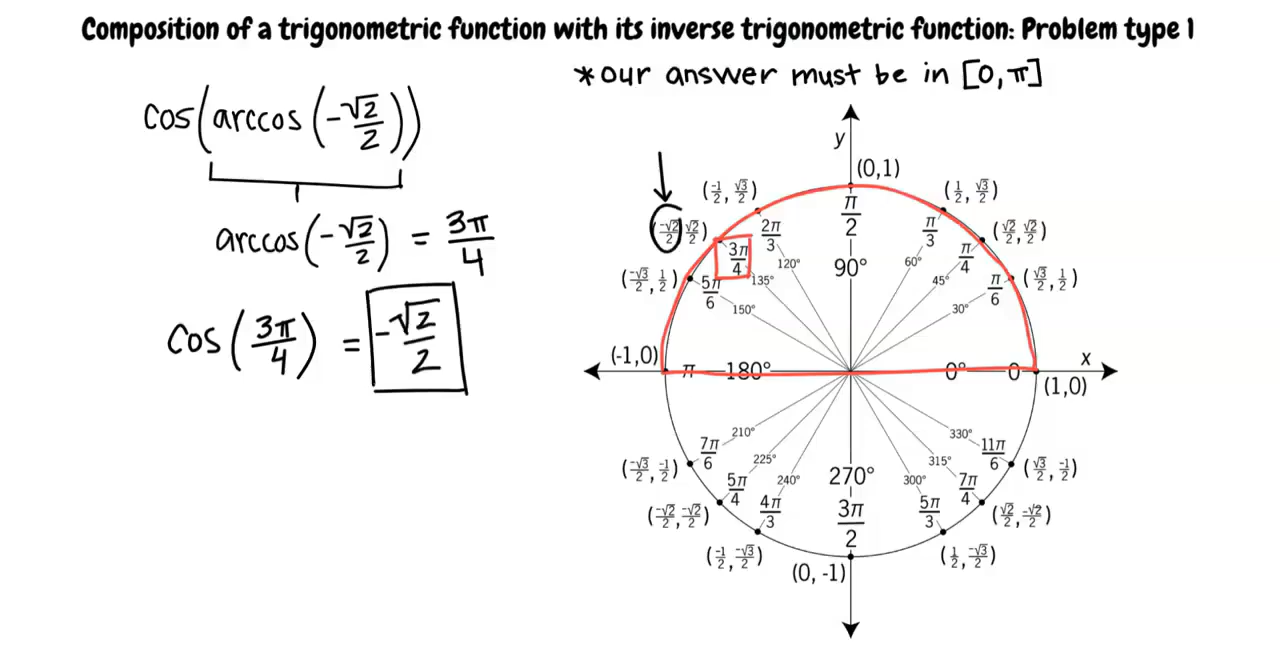 Composition of a trigonometric function with its inverse trigonometric function: Problem type 1
*our answer must be in [0, π]
cos(arccos(-√2/2))
arccos(-√2/2) = 3π/4
cos(3π/4) = -√2/2
y
(0,1)
(-1/2, √3/2)
(1/2, √3/2)
(-√2/2, √2/2)
(√2/2, √2/2)
(-√3/2, 1/2)
(√3/2, 1/2)
π/2
90°
2π/3
120°
3π/4
135°
5π/6
150°
π/3
60°
π/4
45°
π/6
30°
(-1,0)
π
180°
0°
0
x
(1,0)
210°
7π/6
225°
5π/4
240°
4π/3
270°
3π/2
300°
5π/3
315°
7π/4
330°
11π/6
(-√3/2, -1/2)
(√3/2, -1/2)
(-√2/2, -√2/2)
(√2/2, -√2/2)
(-1/2, -√3/2)
(1/2, -√3/2)
(0, -1)